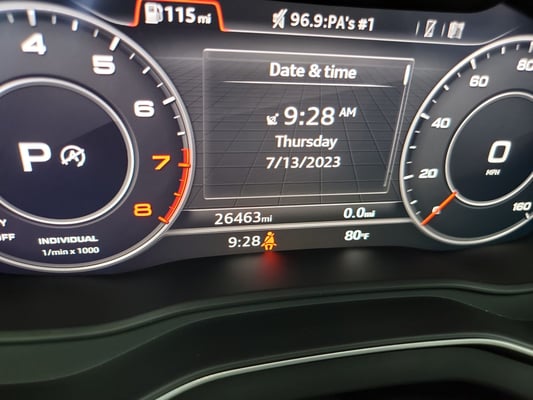 115 mi
96.9:PA's #1
4
5
6
7
8
P
Date & time
9:28 AM
Thursday
7/13/2023
80
60
40
20
0
MPH
160
Y
OFF
INDIVIDUAL
1/min x 1000
26463mi
0.0mi
9:28
80°F